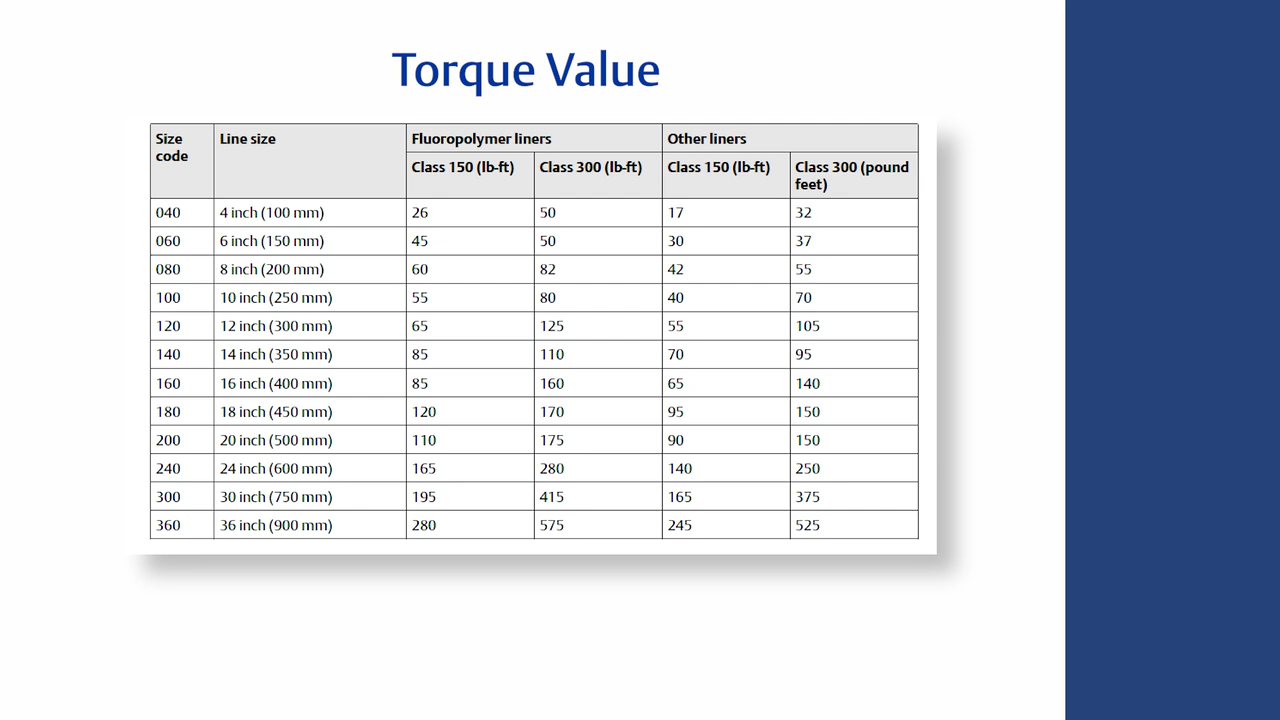 Torque Value
Size code Line size Fluoropolymer liners Other liners
Class 150 (lb-ft) Class 300 (lb-ft) Class 150 (lb-ft) Class 300 (pound feet)
040 4 inch (100 mm) 26 50 17 32
060 6 inch (150 mm) 45 50 30 37
080 8 inch (200 mm) 60 82 42 55
100 10 inch (250 mm) 55 80 40 70
120 12 inch (300 mm) 65 125 55 105
140 14 inch (350 mm) 85 110 70 95
160 16 inch (400 mm) 85 160 65 140
180 18 inch (450 mm) 120 170 95 150
200 20 inch (500 mm) 110 175 90 150
240 24 inch (600 mm) 165 280 140 250
300 30 inch (750 mm) 195 415 165 375
360 36 inch (900 mm) 280 575 245 525